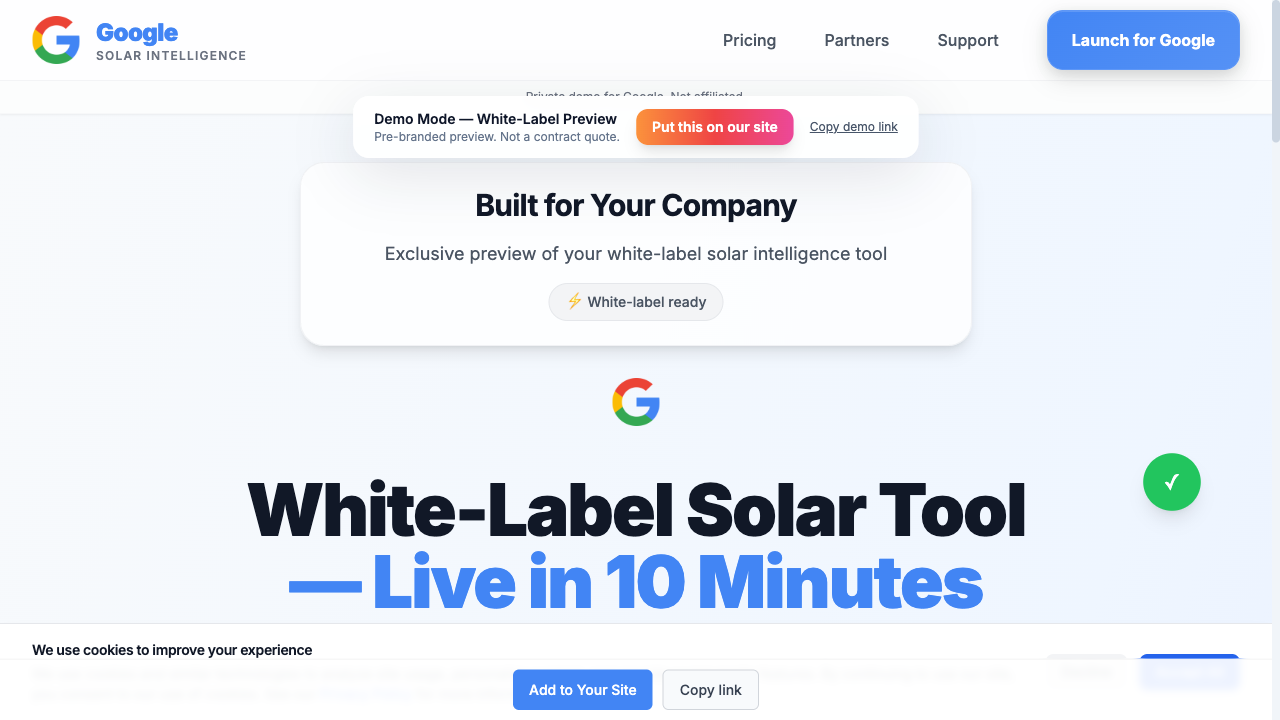 Google
SOLAR INTELLIGENCE
Pricing
Partners
Support
Launch for Google
Private demo for Google. Not affiliated
Demo Mode — White-Label Preview
Pre-branded preview. Not a contract quote.
Put this on our site
Copy demo link
Built for Your Company
Exclusive preview of your white-label solar intelligence tool
⚡ White-label ready
White-Label Solar Tool
— Live in 10 Minutes
✓
We use cookies to improve your experience
Add to Your Site
Copy link